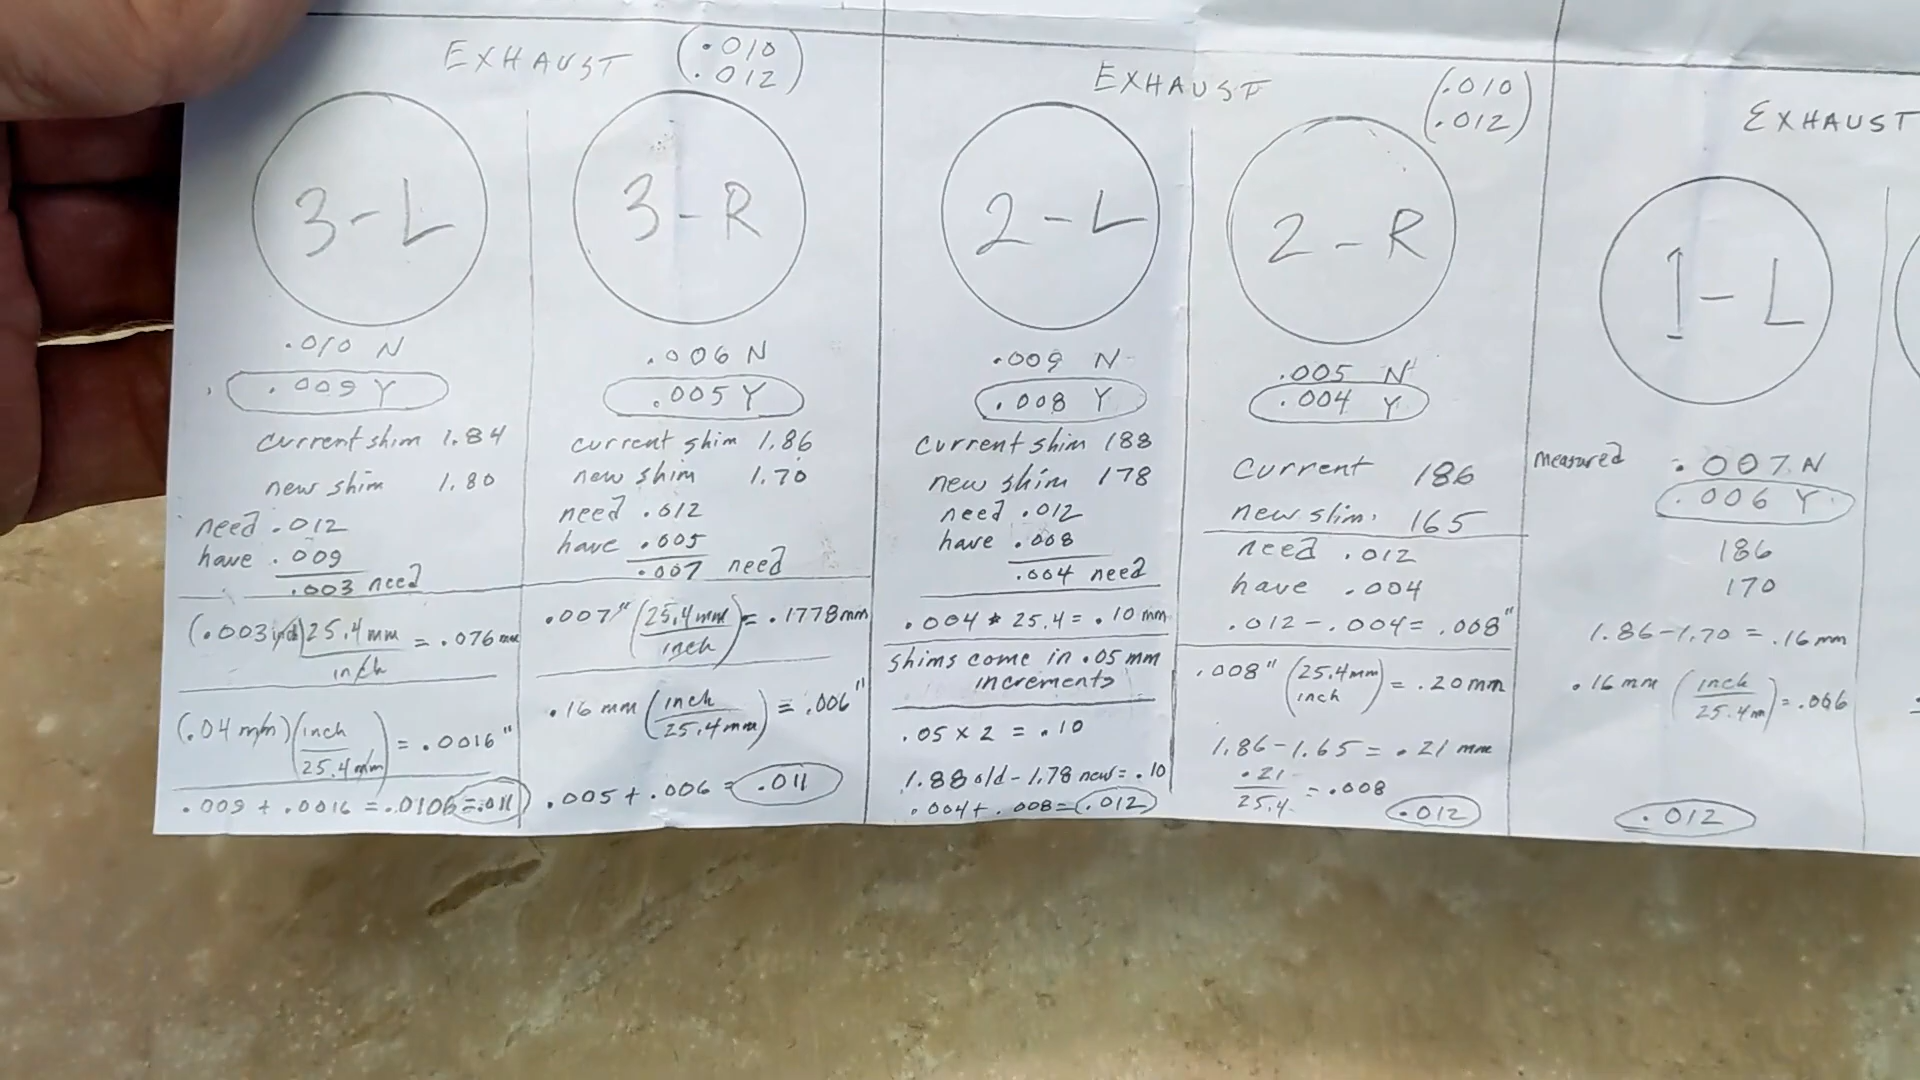 EXHAUST (.010
.012)
3-L
.010 N
.009 Y
current shim 1.84
new shim 1.80
need .012
have .009
.003 need
(.003 inch) 25.4 mm / inch = .076 mm
(.04 mm) (inch / 25.4 mm) = .0016"
.009 + .0016 = .0106 = .011
3-R
.006 N
.005 Y
current shim 1.86
new shim 1.70
need .012
have .005
.007 need
.007" (25.4 mm / inch) = .1778 mm
.16 mm (inch / 25.4 mm) = .006"
.005 + .006 = .011
EXHAUST (.010
.012)
2-L
.009 N
.008 Y
current shim 188
new shim 178
need .012
have .008
.004 need
.004 * 25.4 = .10 mm
shims come in .05 mm
increments
.05 x 2 = .10
1.88 old - 1.78 new = .10
.004 + .008 = .012
2-R
.005 N
.004 Y
current 186
new slim. 165
need .012
have .004
.012 - .004 = .008"
.008" (25.4 mm / inch) = .20 mm
1.86 - 1.65 = .21 mm
.21 / 25.4 = .008
.012
EXHAUST
1-L
measured .007 N
.006 Y
186
170
1.86 - 1.70 = .16 mm
.16 mm (inch / 25.4 m) = .006
.012